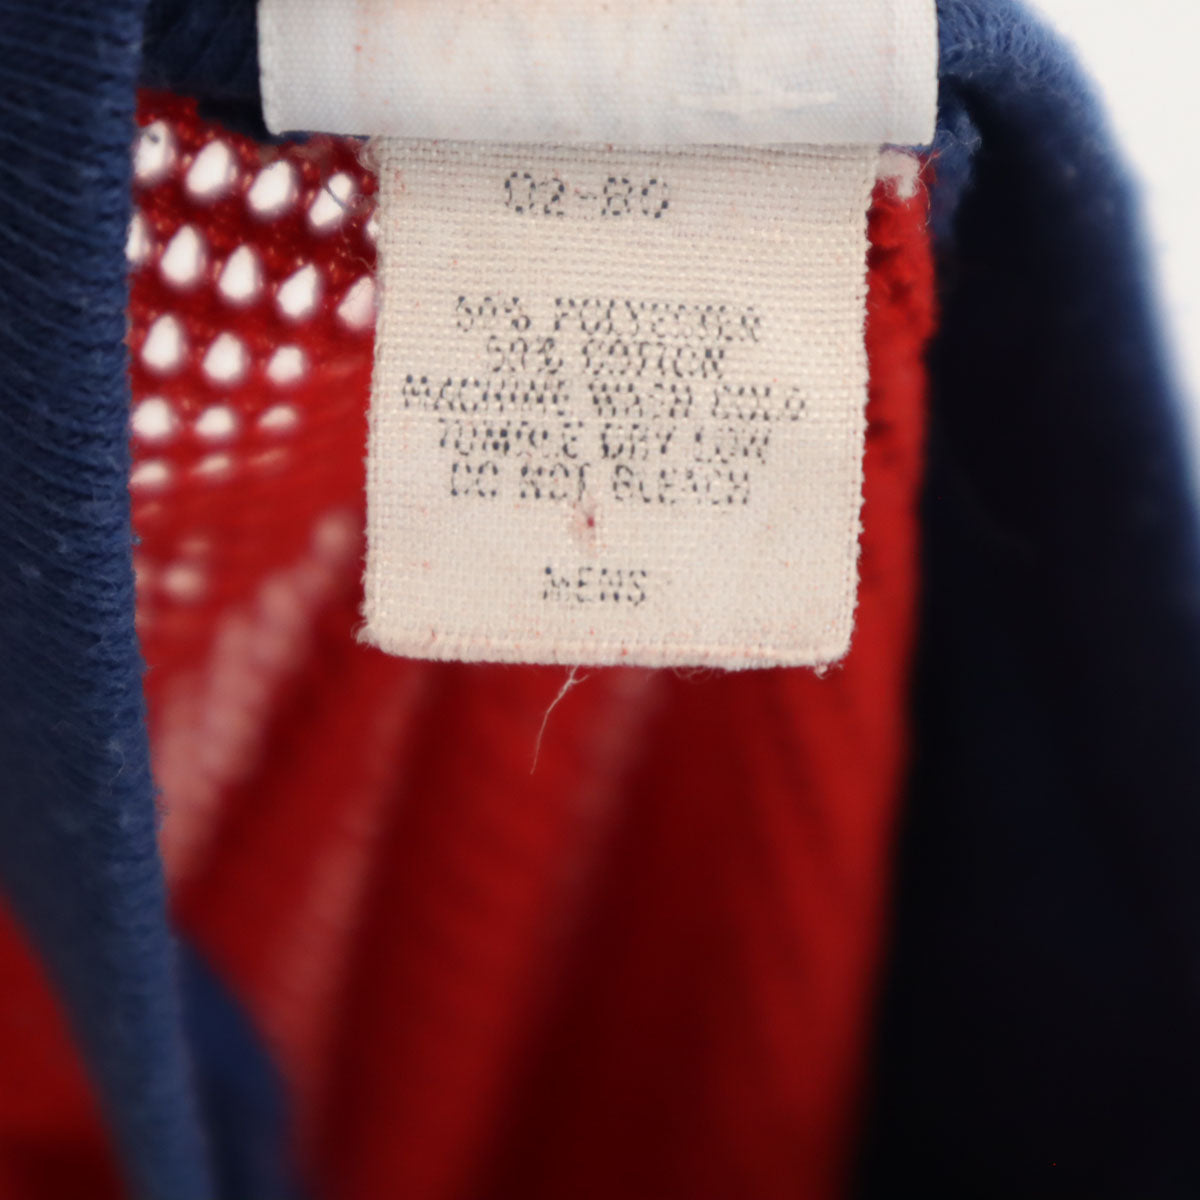 02-80
50% POLYESTER
50% COTTON
MACHINE WASH COLD
TUMBLE DRY LOW
DO NOT BLEACH
MENS